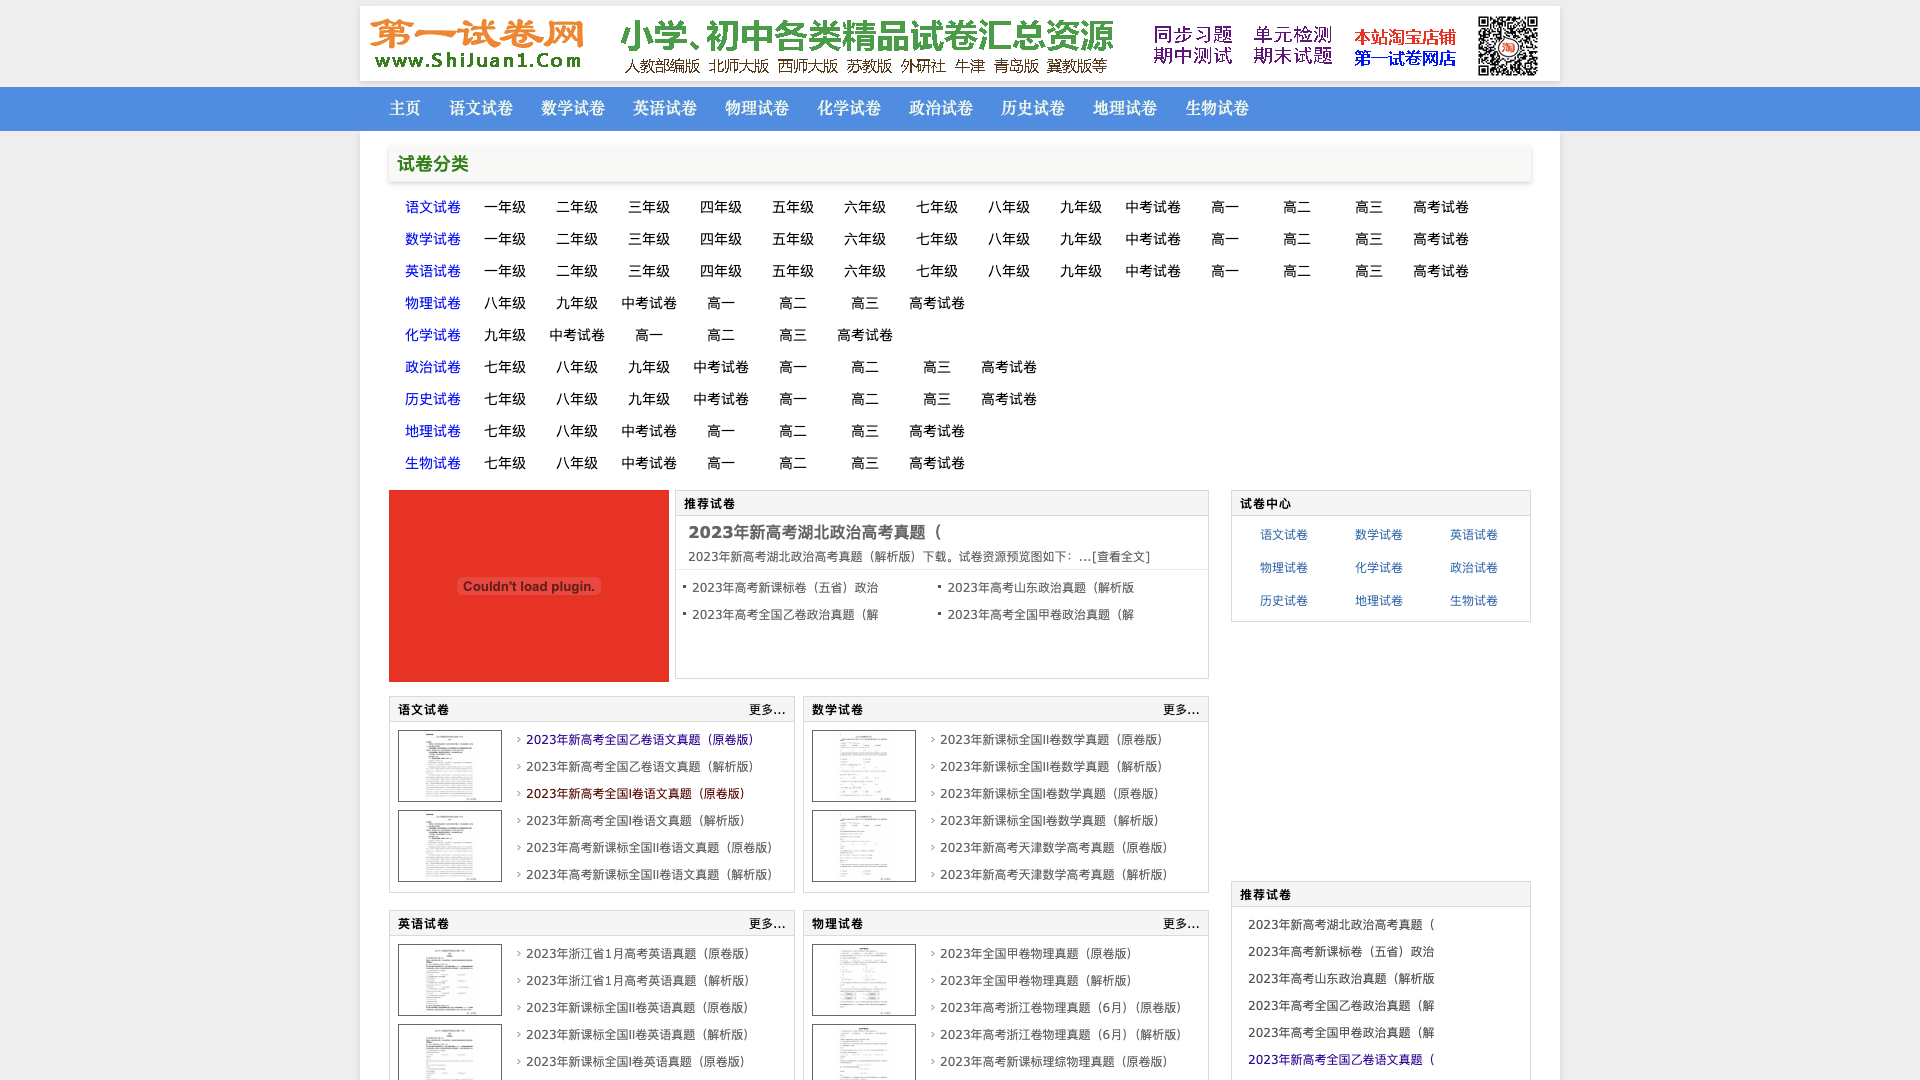 第一试卷网
www.ShiJuan1.Com
小学、初中各类精品试卷汇总资源
人教部编版 北师大版 西师大版 苏教版 外研社 牛津 青岛版 冀教版等
同步习题 单元检测
期中测试 期末试题
本站淘宝店铺
第一试卷网店
淘
主页 语文试卷 数学试卷 英语试卷 物理试卷 化学试卷 政治试卷 历史试卷 地理试卷 生物试卷
试卷分类
语文试卷 一年级 二年级 三年级 四年级 五年级 六年级 七年级 八年级 九年级 中考试卷 高一 高二 高三 高考试卷
数学试卷 一年级 二年级 三年级 四年级 五年级 六年级 七年级 八年级 九年级 中考试卷 高一 高二 高三 高考试卷
英语试卷 一年级 二年级 三年级 四年级 五年级 六年级 七年级 八年级 九年级 中考试卷 高一 高二 高三 高考试卷
物理试卷 八年级 九年级 中考试卷 高一 高二 高三 高考试卷
化学试卷 九年级 中考试卷 高一 高二 高三 高考试卷
政治试卷 七年级 八年级 九年级 中考试卷 高一 高二 高三 高考试卷
历史试卷 七年级 八年级 九年级 中考试卷 高一 高二 高三 高考试卷
地理试卷 七年级 八年级 中考试卷 高一 高二 高三 高考试卷
生物试卷 七年级 八年级 中考试卷 高一 高二 高三 高考试卷
Couldn't load plugin.
推荐试卷
2023年新高考湖北政治高考真题（
2023年新高考湖北政治高考真题（解析版）下载。试卷资源预览图如下：...[查看全文]
2023年高考新课标卷（五省）政治
2023年高考山东政治真题（解析版
2023年高考全国乙卷政治真题（解
2023年高考全国甲卷政治真题（解
试卷中心
语文试卷 数学试卷 英语试卷
物理试卷 化学试卷 政治试卷
历史试卷 地理试卷 生物试卷
语文试卷 更多...
2023年新高考全国乙卷语文真题（原卷版）
2023年新高考全国乙卷语文真题（解析版）
2023年新高考全国I卷语文真题（原卷版）
2023年新高考全国I卷语文真题（解析版）
2023年高考新课标全国II卷语文真题（原卷版）
2023年高考新课标全国II卷语文真题（解析版）
数学试卷 更多...
2023年新课标全国II卷数学真题（原卷版）
2023年新课标全国II卷数学真题（解析版）
2023年新课标全国I卷数学真题（原卷版）
2023年新课标全国I卷数学真题（解析版）
2023年新高考天津数学高考真题（原卷版）
2023年新高考天津数学高考真题（解析版）
英语试卷 更多...
2023年浙江省1月高考英语真题（原卷版）
2023年浙江省1月高考英语真题（解析版）
2023年新课标全国II卷英语真题（原卷版）
2023年新课标全国II卷英语真题（解析版）
2023年新课标全国I卷英语真题（原卷版）
物理试卷 更多...
2023年全国甲卷物理真题（原卷版）
2023年全国甲卷物理真题（解析版）
2023年高考浙江卷物理真题（6月）（原卷版）
2023年高考浙江卷物理真题（6月）（解析版）
2023年高考新课标理综物理真题（原卷版）
推荐试卷
2023年新高考湖北政治高考真题（
2023年高考新课标卷（五省）政治
2023年高考山东政治真题（解析版
2023年高考全国乙卷政治真题（解
2023年高考全国甲卷政治真题（解
2023年新高考全国乙卷语文真题（